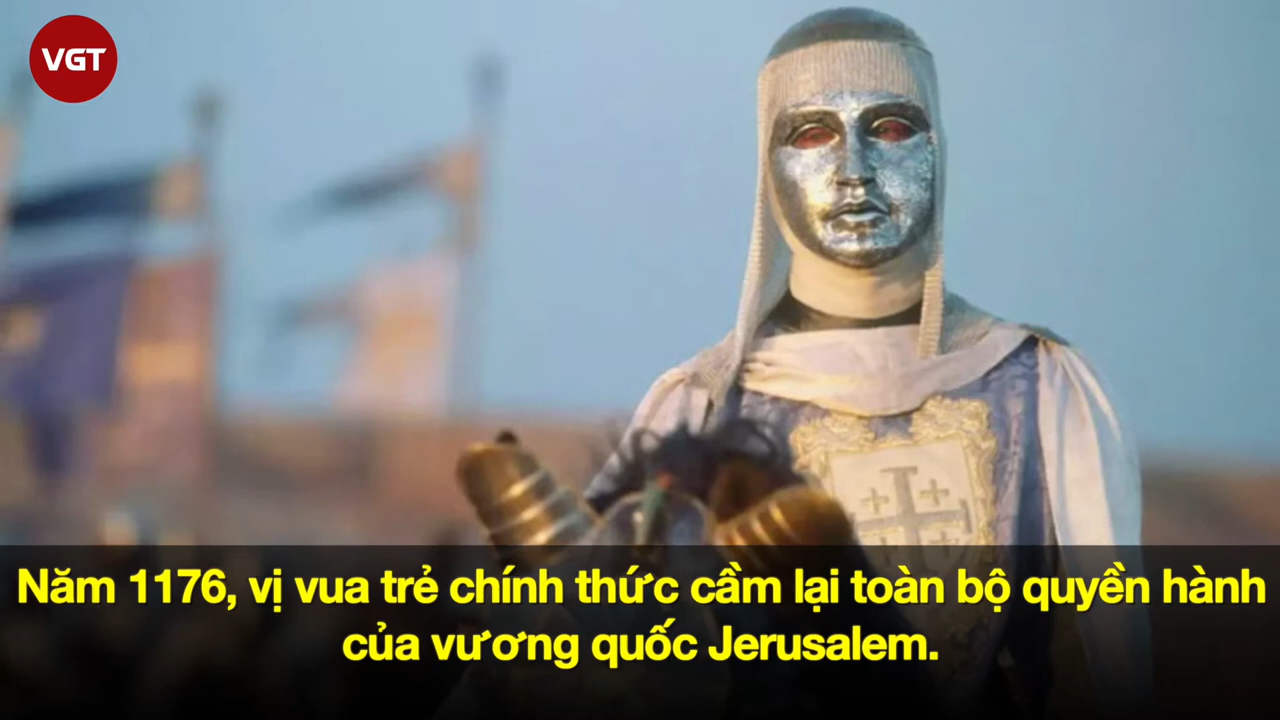 VGT
Năm 1176, vị vua trẻ chính thức cầm lại toàn bộ quyền hành
của vương quốc Jerusalem.